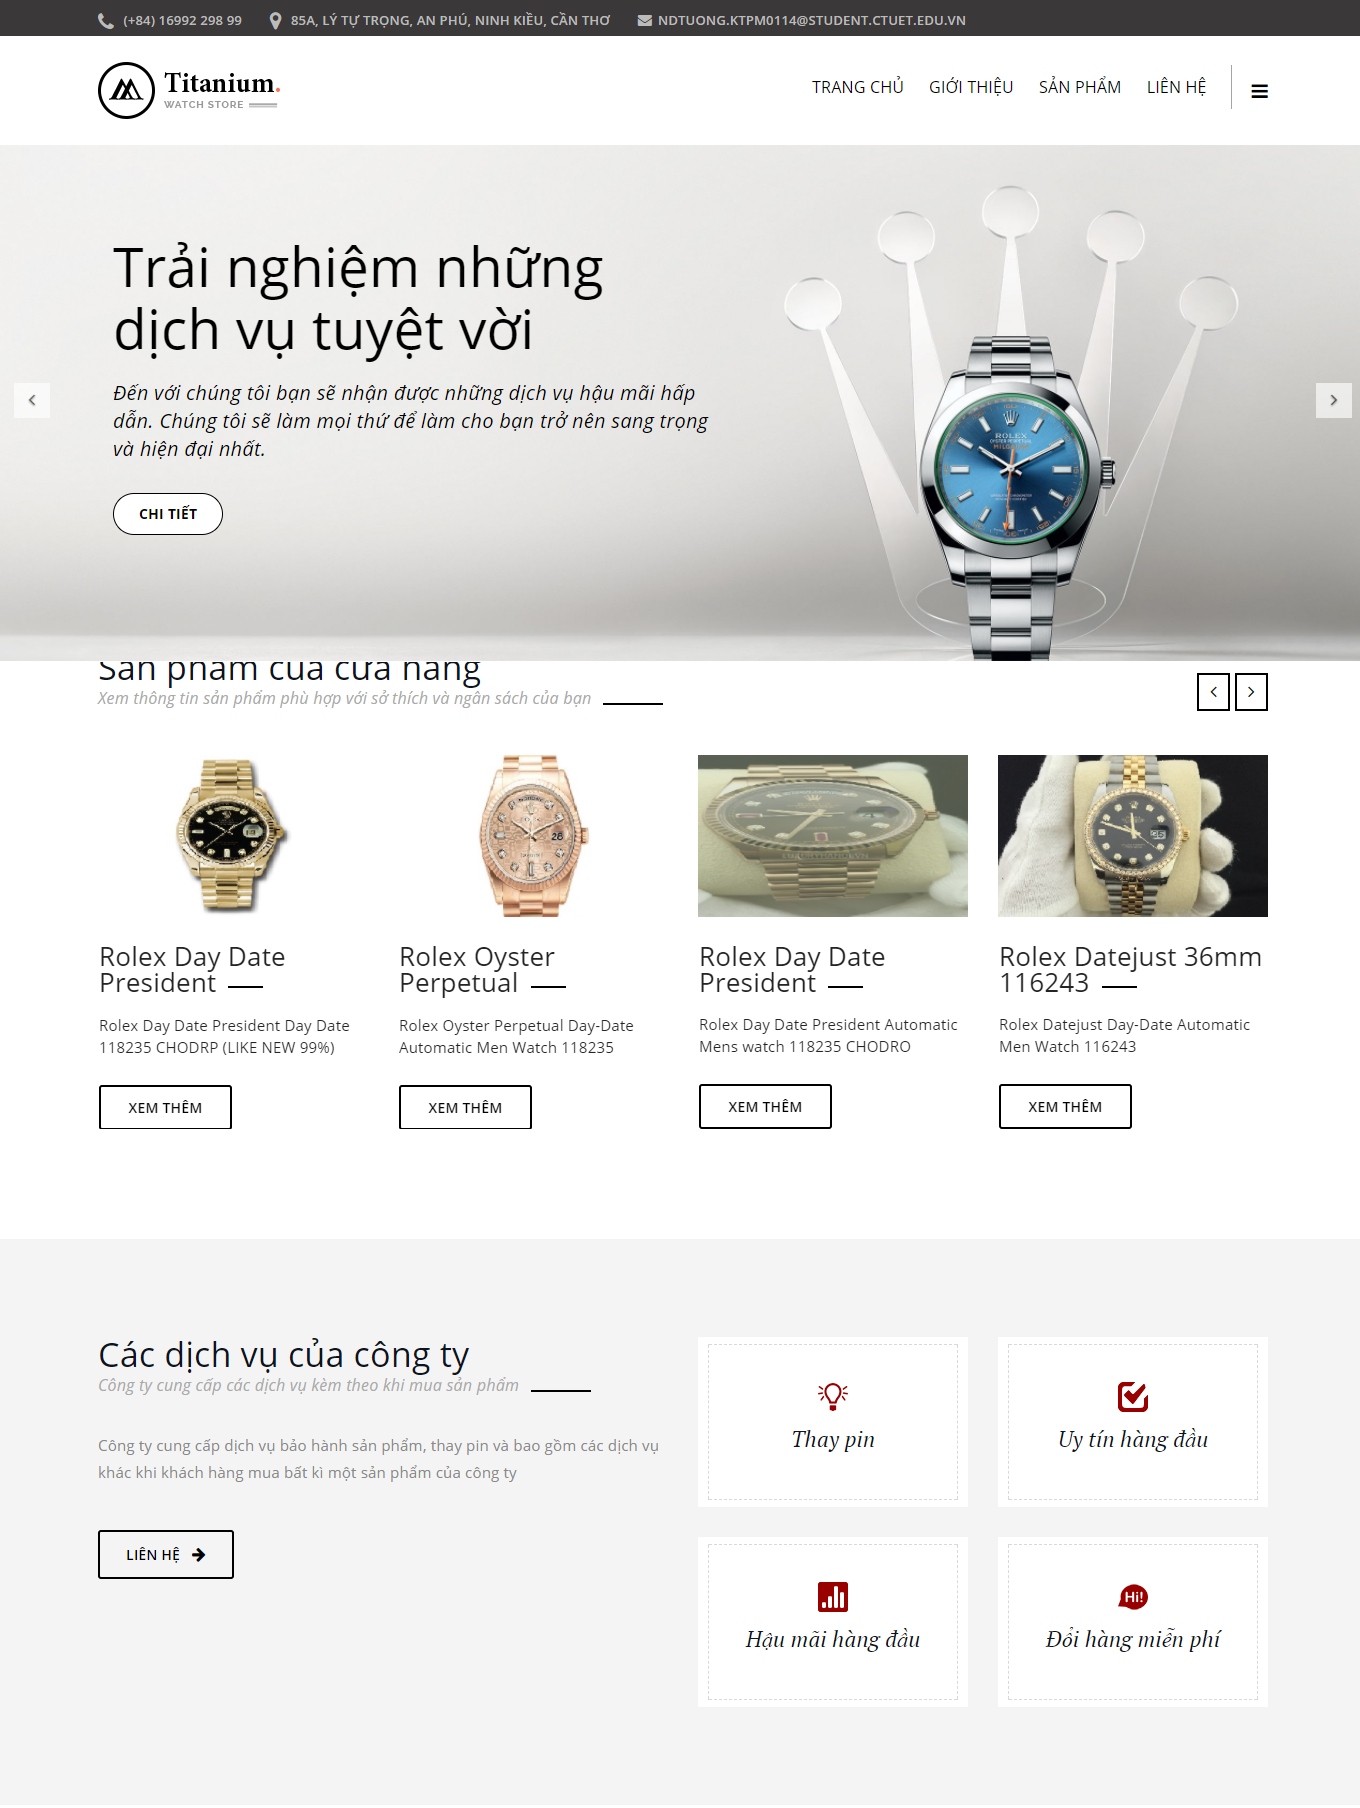 (+84) 16992 298 99
85A, LÝ TỰ TRỌNG, AN PHÚ, NINH KIỀU, CẦN THƠ
NDTUONG.KTPM0114@STUDENT.CTUET.EDU.VN
Titanium.
WATCH STORE
TRANG CHỦ
GIỚI THIỆU
SẢN PHẨM
LIÊN HỆ
Trải nghiệm những
dịch vụ tuyệt vời
Đến với chúng tôi bạn sẽ nhận được những dịch vụ hậu mãi hấp
dẫn. Chúng tôi sẽ làm mọi thứ để làm cho bạn trở nên sang trọng
và hiện đại nhất.
CHI TIẾT
ROLEX
Sản phẩm của cửa hàng
Xem thông tin sản phẩm phù hợp với sở thích và ngân sách của bạn
Rolex Day Date
President
Rolex Day Date President Day Date
118235 CHODRP (LIKE NEW 99%)
XEM THÊM
Rolex Oyster
Perpetual
Rolex Oyster Perpetual Day-Date
Automatic Men Watch 118235
XEM THÊM
Rolex Day Date
President
Rolex Day Date President Automatic
Mens watch 118235 CHODRO
XEM THÊM
Rolex Datejust 36mm
116243
Rolex Datejust Day-Date Automatic
Men Watch 116243
XEM THÊM
Các dịch vụ của công ty
Công ty cung cấp các dịch vụ kèm theo khi mua sản phẩm
Công ty cung cấp dịch vụ bảo hành sản phẩm, thay pin và bao gồm các dịch vụ
khác khi khách hàng mua bất kì một sản phẩm của công ty
LIÊN HỆ
Thay pin
Uy tín hàng đầu
Hậu mãi hàng đầu
Hi!
Đổi hàng miễn phí